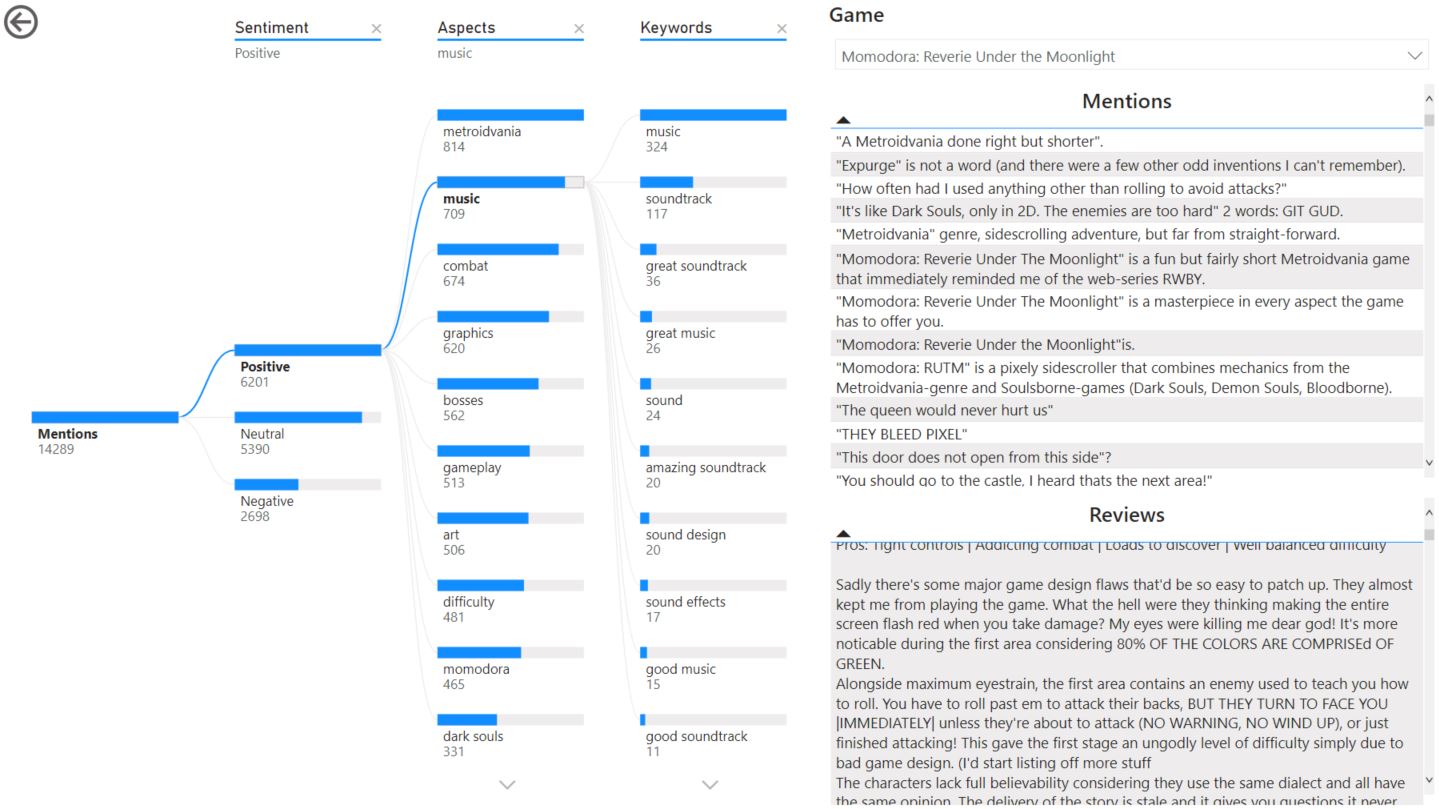 Sentiment
Positive
Aspects
music
Keywords
Mentions
14289
Positive
6201
Neutral
5390
Negative
2698
metroidvania
814
music
709
combat
674
graphics
620
bosses
562
gameplay
513
art
506
difficulty
481
momodora
465
dark souls
331
music
324
soundtrack
117
great soundtrack
36
great music
26
sound
24
amazing soundtrack
20
sound design
20
sound effects
17
good music
15
good soundtrack
11
Game
Momodora: Reverie Under the Moonlight
Mentions
"A Metroidvania done right but shorter".
"Expurge" is not a word (and there were a few other odd inventions I can't remember).
"How often had I used anything other than rolling to avoid attacks?"
"It's like Dark Souls, only in 2D. The enemies are too hard" 2 words: GIT GUD.
"Metroidvania" genre, sidescrolling adventure, but far from straight-forward.
"Momodora: Reverie Under The Moonlight" is a fun but fairly short Metroidvania game
that immediately reminded me of the web-series RWBY.
"Momodora: Reverie Under The Moonlight" is a masterpiece in every aspect the game
has to offer you.
"Momodora: Reverie Under the Moonlight"is.
"Momodora: RUTM" is a pixely sidescroller that combines mechanics from the
Metroidvania-genre and Soulsborne-games (Dark Souls, Demon Souls, Bloodborne).
"The queen would never hurt us"
"THEY BLEED PIXEL"
"This door does not open from this side"?
"You should go to the castle, I heard thats the next area!"
Reviews
Pros: Tight controls | Addicting combat | Loads to discover | Well balanced difficulty
Sadly there's some major game design flaws that'd be so easy to patch up. They almost
kept me from playing the game. What the hell were they thinking making the entire
screen flash red when you take damage? My eyes were killing me dear god! It's more
noticable during the first area considering 80% OF THE COLORS ARE COMPRISEd OF
GREEN.
Alongside maximum eyestrain, the first area contains an enemy used to teach you how
to roll. You have to roll past em to attack their backs, BUT THEY TURN TO FACE YOU
|IMMEDIATELY| unless they're about to attack (NO WARNING, NO WIND UP), or just
finished attacking! This gave the first stage an ungodly level of difficulty simply due to
bad game design. (I'd start listing off more stuff
The characters lack full believability considering they use the same dialect and all have
the same opinion. The delivery of the story is stale and it gives you questions it never